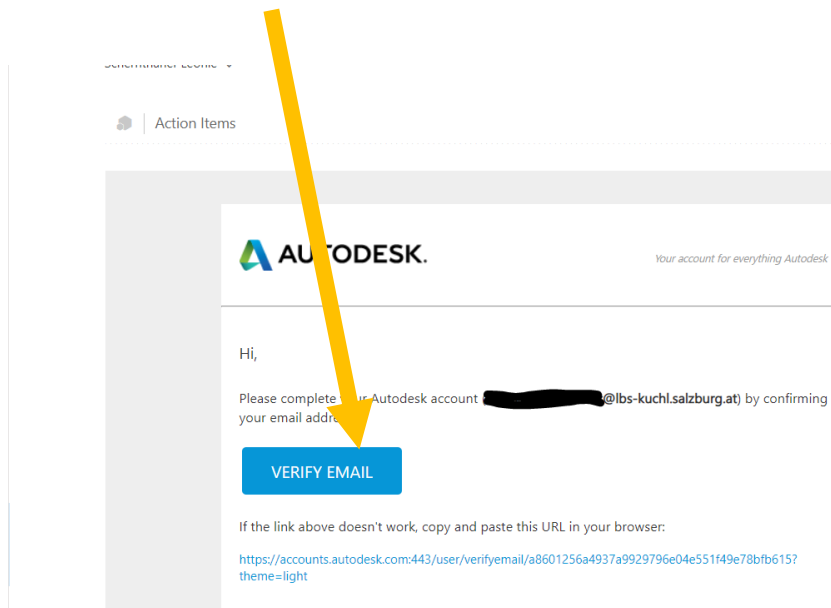 Action Items
AUTODESK.
Your account for everything Autodesk
Hi,
Please complete Autodesk account @lbs-kuchl.salzburg.at) by confirming
your email
VERIFY EMAIL
If the link above doesn't work, copy and paste this URL in your browser:
https://accounts.autodesk.com:443/user/verifyemail/a8601256a4937a9929796e04e551f49e78bfb615?
theme=light